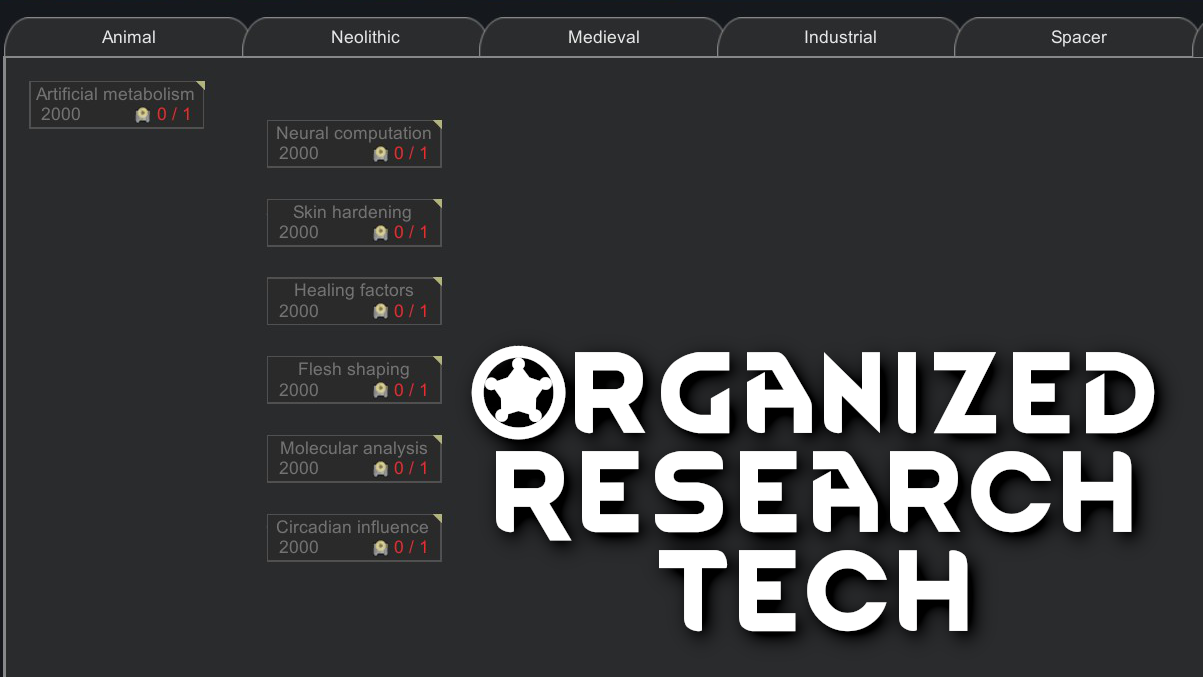 Animal Neolithic Medieval Industrial Spacer
Artificial metabolism
2000 0 / 1
Neural computation
2000 0 / 1
Skin hardening
2000 0 / 1
Healing factors
2000 0 / 1
Flesh shaping
2000 0 / 1
Molecular analysis
2000 0 / 1
Circadian influence
2000 0 / 1
ORGANIZED
RESEARCH
TECH